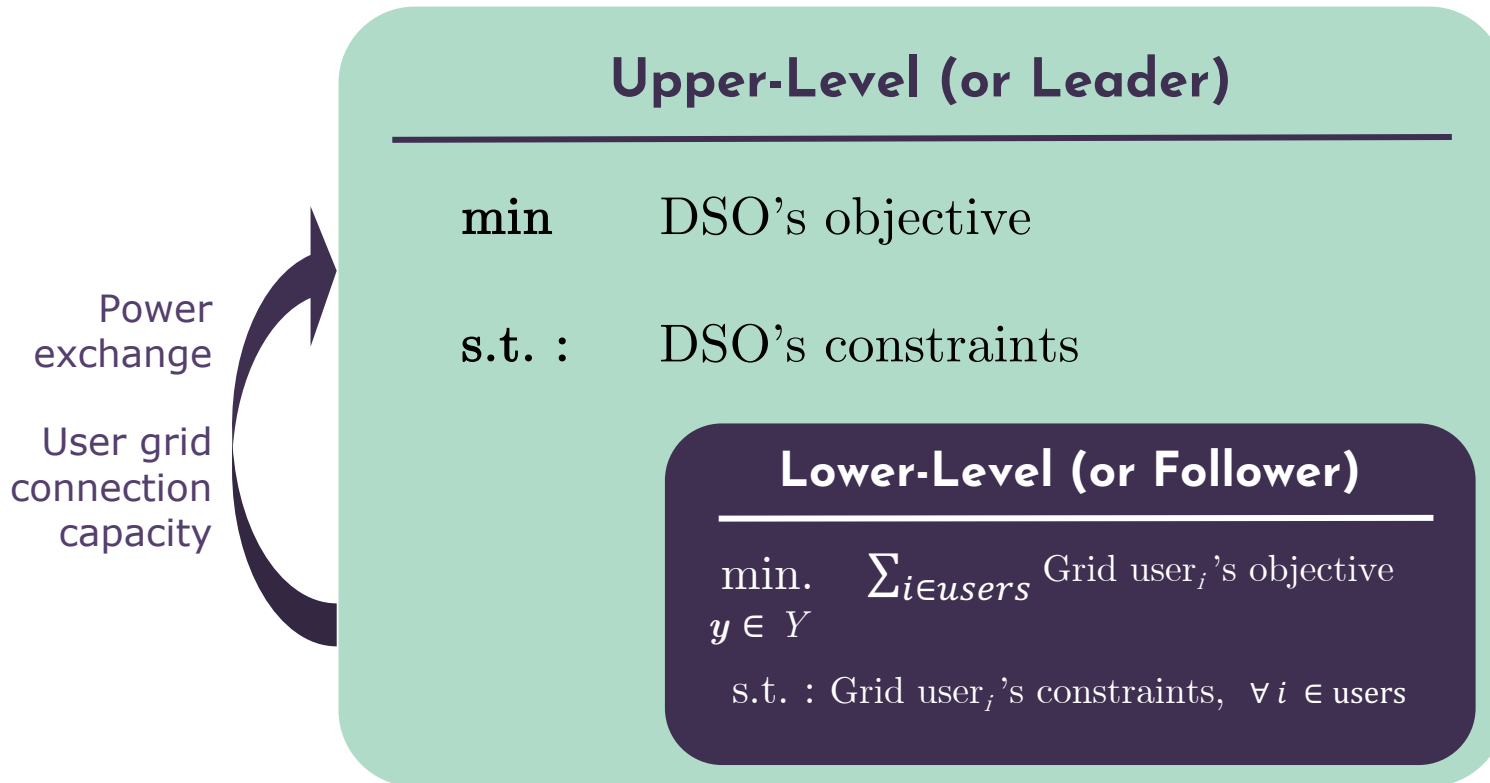 Upper-Level (or Leader)
min DSO's objective
s.t. : DSO's constraints
Power
exchange
User grid
connection
capacity
Lower-Level (or Follower)
min. ∑i∈users Grid useri's objective
y ∈ Y
s.t. : Grid useri's constraints, ∀ i ∈ users